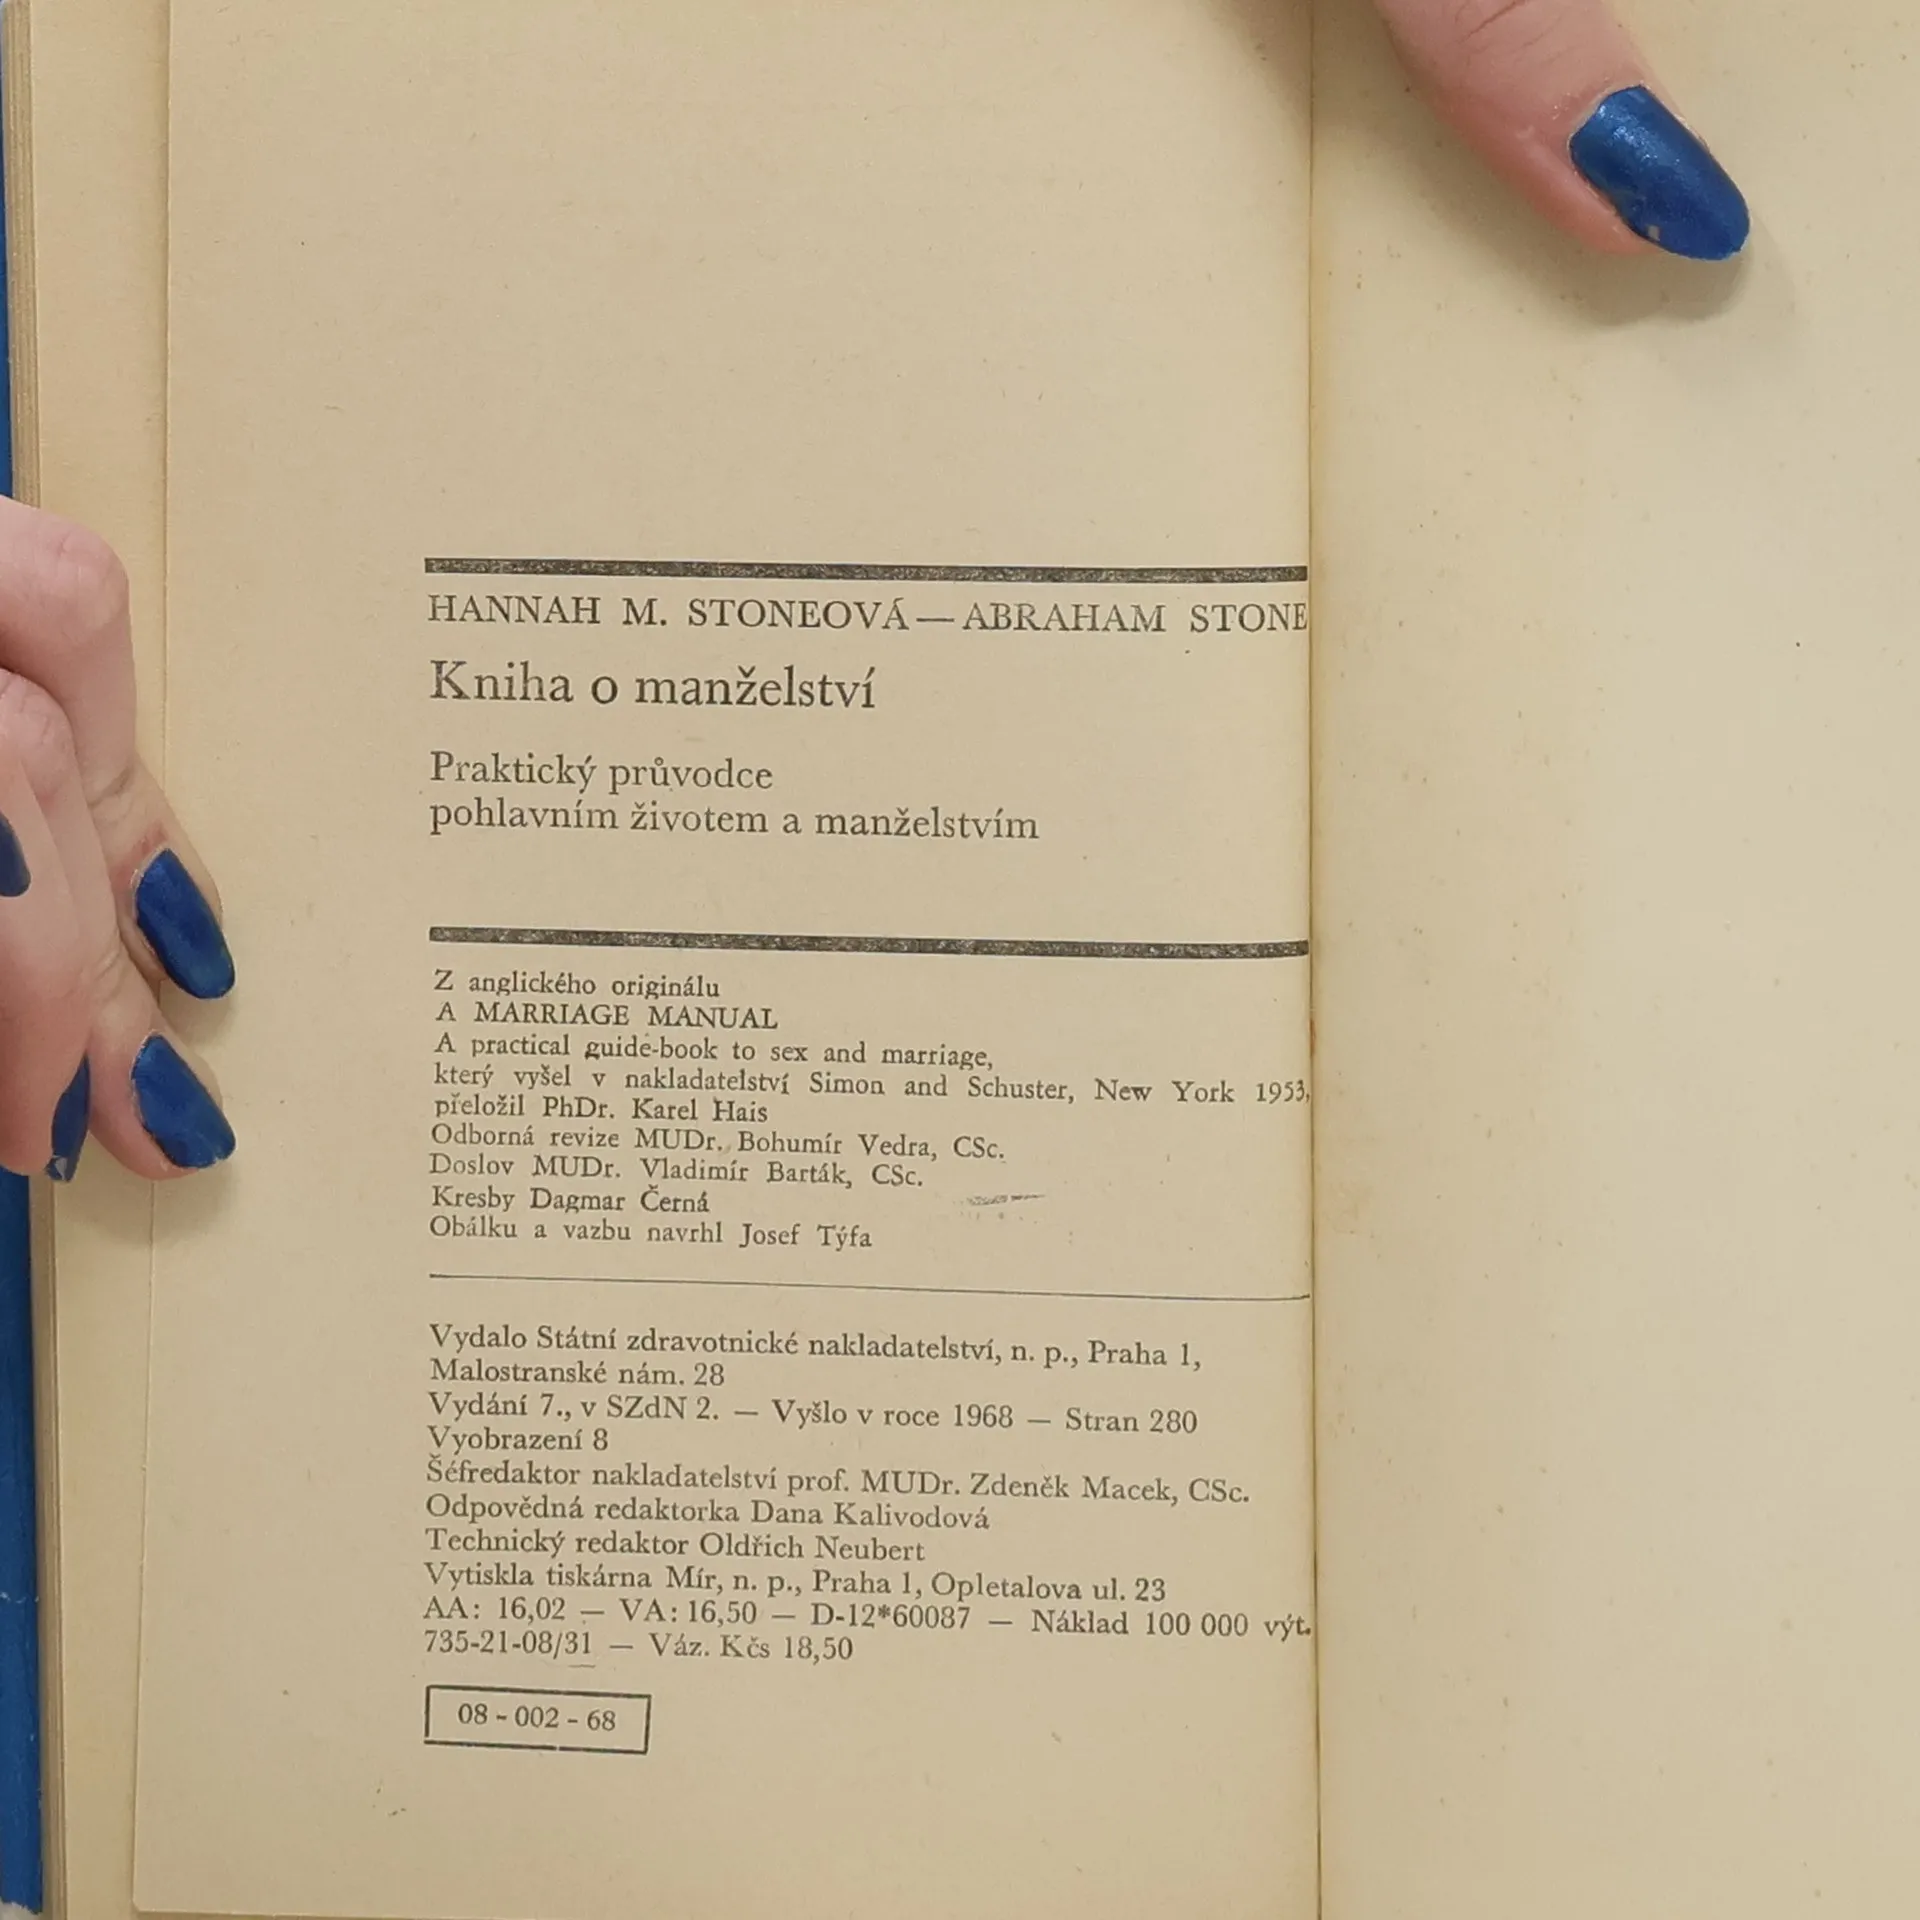 HANNAH M. STONEOVÁ — ABRAHAM STONE
Kniha o manželství
Praktický průvodce
pohlavním životem a manželstvím
Z anglického originálu
A MARRIAGE MANUAL
A practical guide-book to sex and marriage,
který vyšel v nakladatelství Simon and Schuster, New York 1953,
přeložil PhDr. Karel Hais
Odborná revize MUDr. Bohumír Vedra, CSc.
Doslov MUDr. Vladimír Barták, CSc.
Kresby Dagmar Černá
Obálku a vazbu navrhl Josef Týfa
Vydalo Státní zdravotnické nakladatelství, n. p., Praha 1,
Malostranské nám. 28
Vydání 7., v SZdN 2. — Vyšlo v roce 1968 — Stran 280
Vyobrazení 8
Šéfredaktor nakladatelství prof. MUDr. Zdeněk Macek, CSc.
Odpovědná redaktorka Dana Kalivodová
Technický redaktor Oldřich Neubert
Vytiskla tiskárna Mír, n. p., Praha 1, Opletalova ul. 23
AA: 16,02 — VA: 16,50 — D-12*60087 — Náklad 100 000 výt.
735-21-08/31 — Váz. Kčs 18,50
08 - 002 - 68